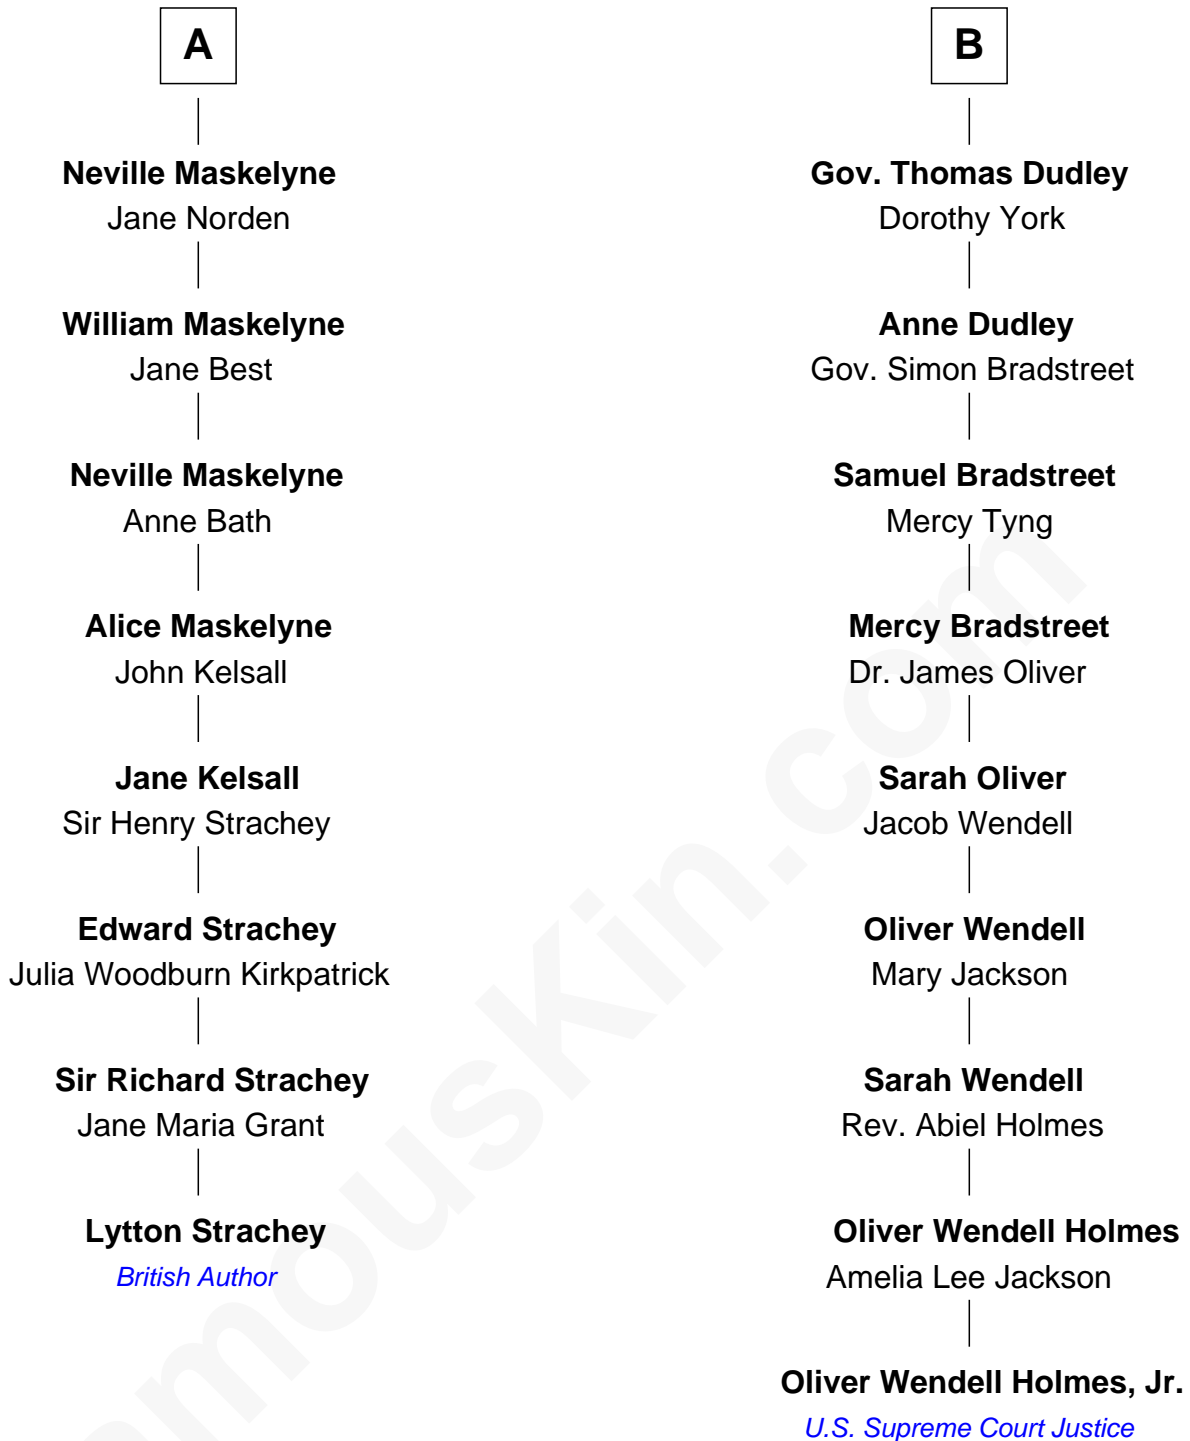 A
Neville Maskelyne
Jane Norden
William Maskelyne
Jane Best
Neville Maskelyne
Anne Bath
Alice Maskelyne
John Kelsall
Jane Kelsall
Sir Henry Strachey
Edward Strachey
Julia Woodburn Kirkpatrick
Sir Richard Strachey
Jane Maria Grant
Lytton Strachey
British Author
B
Gov. Thomas Dudley
Dorothy York
Anne Dudley
Gov. Simon Bradstreet
Samuel Bradstreet
Mercy Tyng
Mercy Bradstreet
Dr. James Oliver
Sarah Oliver
Jacob Wendell
Oliver Wendell
Mary Jackson
Sarah Wendell
Rev. Abiel Holmes
Oliver Wendell Holmes
Amelia Lee Jackson
Oliver Wendell Holmes, Jr.
U.S. Supreme Court Justice
amousKin.com